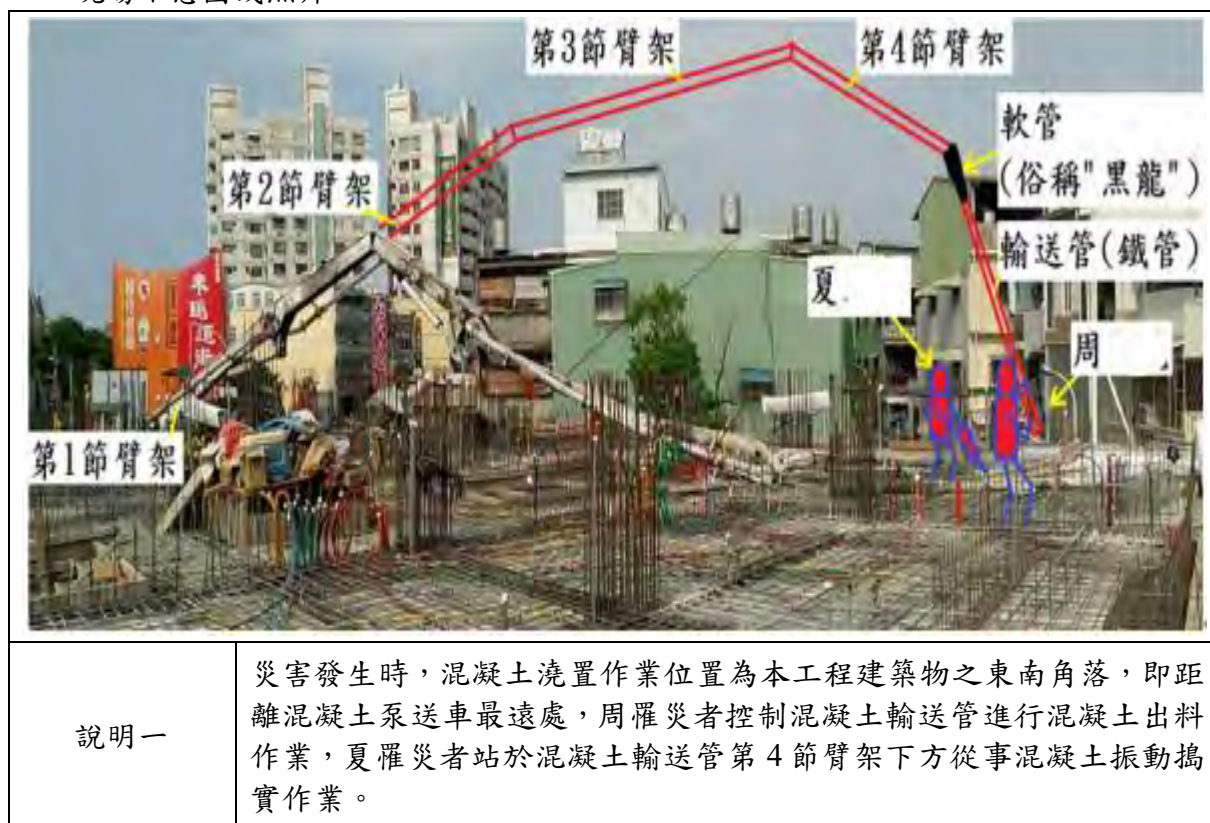 第3節臂架
第4節臂架
軟管
(俗稱"黑龍")
第2節臂架
輸送管(鐵管)
夏
周
第1節臂架
說明一
災害發生時，混凝土澆置作業位置為本工程建築物之東南角落，即距
離混凝土泵送車最遠處，周罹災者控制混凝土輸送管進行混凝土出料
作業，夏罹災者站於混凝土輸送管第 4 節臂架下方從事混凝土振動搗
實作業。